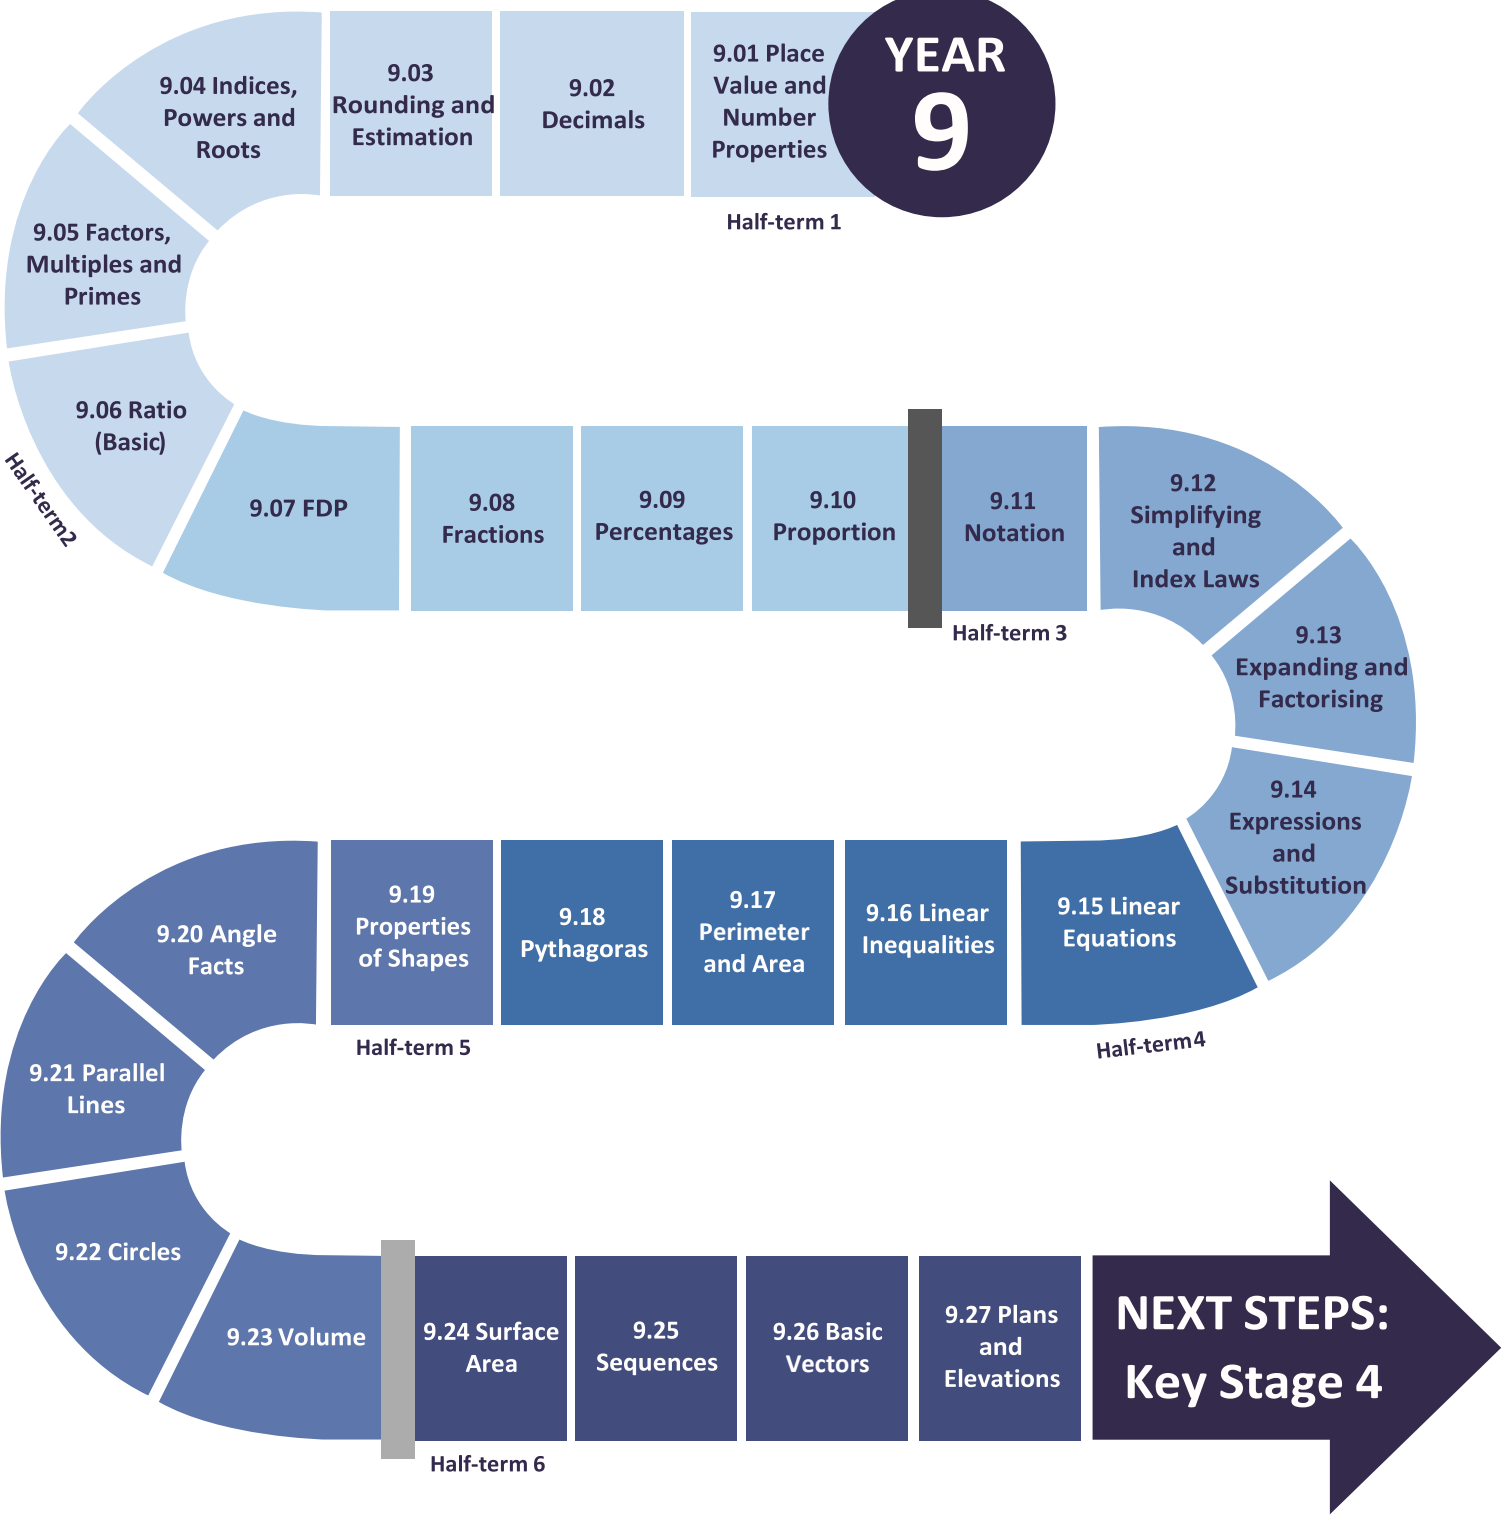 YEAR
9
9.01 Place
Value and
Number
Properties
Half-term 1
9.02
Decimals
9.03
Rounding and
Estimation
9.04 Indices,
Powers and
Roots
9.05 Factors,
Multiples and
Primes
9.06 Ratio
(Basic)
Half-term2
9.07 FDP
9.08
Fractions
9.09
Percentages
9.10
Proportion
9.11
Notation
Half-term 3
9.12
Simplifying
and
Index Laws
9.13
Expanding and
Factorising
9.14
Expressions
and
Substitution
9.15 Linear
Equations
Half-term4
9.16 Linear
Inequalities
9.17
Perimeter
and Area
9.18
Pythagoras
9.19
Properties
of Shapes
Half-term 5
9.20 Angle
Facts
9.21 Parallel
Lines
9.22 Circles
9.23 Volume
9.24 Surface
Area
Half-term 6
9.25
Sequences
9.26 Basic
Vectors
9.27 Plans
and
Elevations
NEXT STEPS:
Key Stage 4